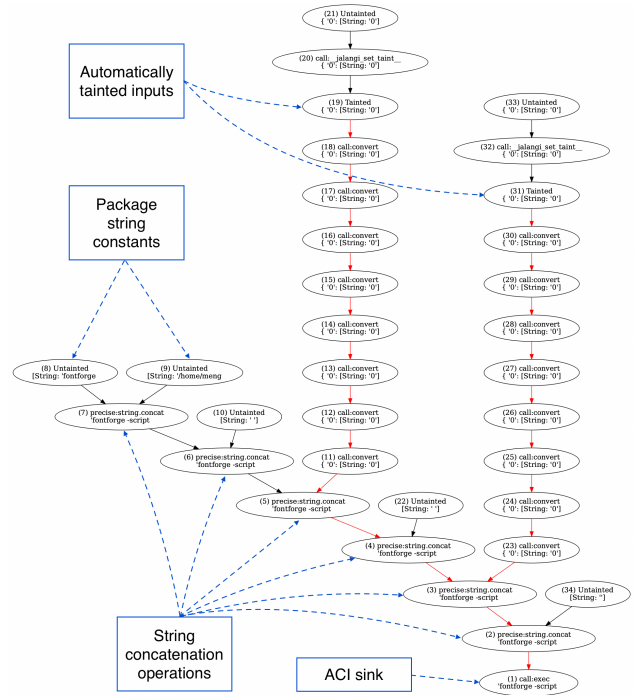 (21) Untainted
{ '0': [String: '0']
(20) call:__jalangi_set_taint__
{ '0': [String: '0']
Automatically
tainted inputs
(19) Tainted
{ '0': [String: '0']
(33) Untainted
{ '0': [String: '0']
(18) call:convert
{ '0': [String: '0']
(32) call:__jalangi_set_taint__
{ '0': [String: '0']
(17) call:convert
{ '0': [String: '0']
(31) Tainted
{ '0': [String: '0']
Package
string
constants
(16) call:convert
{ '0': [String: '0']
(30) call:convert
{ '0': [String: '0']
(15) call:convert
{ '0': [String: '0']
(29) call:convert
{ '0': [String: '0']
(14) call:convert
{ '0': [String: '0']
(28) call:convert
{ '0': [String: '0']
(8) Untainted
[String: 'fontforge
(9) Untainted
[String: '/home/meng
(13) call:convert
{ '0': [String: '0']
(27) call:convert
{ '0': [String: '0']
(7) precise:string.concat
'fontforge -script
(10) Untainted
[String: ' ']
(12) call:convert
{ '0': [String: '0']
(26) call:convert
{ '0': [String: '0']
(6) precise:string.concat
'fontforge -script
(11) call:convert
{ '0': [String: '0']
(25) call:convert
{ '0': [String: '0']
(5) precise:string.concat
'fontforge -script
(22) Untainted
[String: ' ']
(24) call:convert
{ '0': [String: '0']
(4) precise:string.concat
'fontforge -script
(23) call:convert
{ '0': [String: '0']
(3) precise:string.concat
'fontforge -script
(34) Untainted
[String: '']
String
concatenation
operations
(2) precise:string.concat
'fontforge -script
ACI sink
(1) call:exec
'fontforge -script